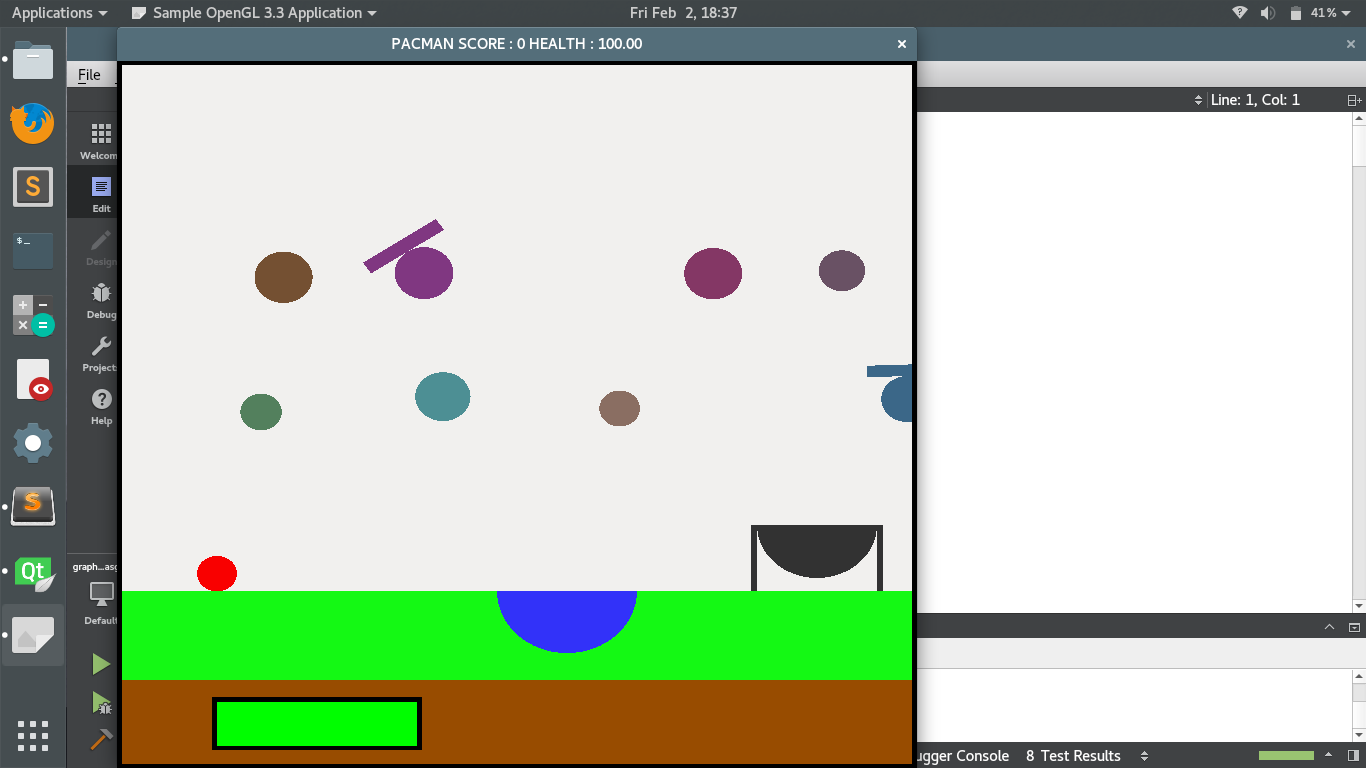 Applications Sample OpenGL 3.3 Application Fri Feb 2, 18:37 41%
PACMAN SCORE : 0 HEALTH : 100.00
File
Line: 1, Col: 1
Welcom
Edit
Design
Debug
Project
Help
graph...asg
Default
Qt
ugger Console 8 Test Results